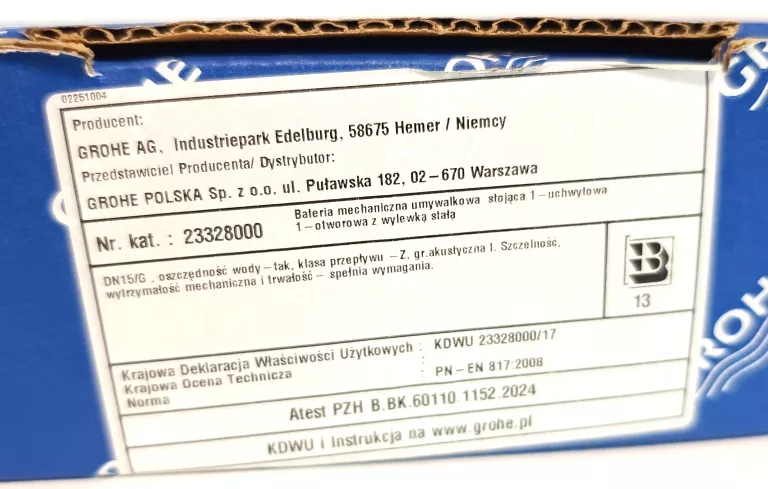 GROHE
GROHE
02251004
Producent:
GROHE AG, Industriepark Edelburg, 58675 Hemer / Niemcy
Przedstawiciel Producenta/ Dystrybutor:
GROHE POLSKA Sp. z o.o. ul. Puławska 182, 02-670 Warszawa
Nr. kat. : 23328000
Bateria mechaniczna umywalkowa stojąca 1-uchwytowa
1-otworowa z wylewką stałą
DN15/G , oszczędność wody-tak, klasa przepływu -Z, gr.akustyczna I. Szczelność,
wytrzymałość mechaniczna i trwałość- spełnia wymagania.
B
13
Krajowa Deklaracja Właściwości Użytkowych : KDWU 23328000/17
Krajowa Ocena Techniczna :
Norma : PN-EN 817:2008
Atest PZH B.BK.60110.1152.2024
KDWU i Instrukcja na www.grohe.pl
GROHE